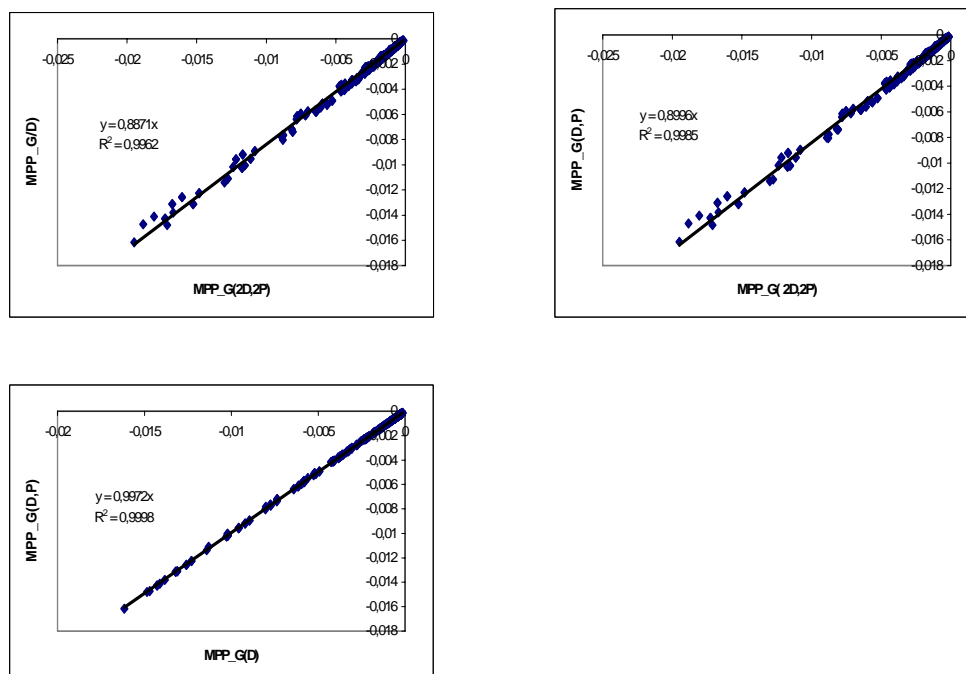 -0,025 -0,02 -0,015 -0,01 -0,005 0
0
-0,002
-0,004
-0,006
-0,008
-0,01
-0,012
-0,014
-0,016
-0,018
y = 0,8871x
R² = 0,9962
MPP_G/D)
MPP_G(2D,2P)
-0,025 -0,02 -0,015 -0,01 -0,005 0
0
-0,002
-0,004
-0,006
-0,008
-0,01
-0,012
-0,014
-0,016
-0,018
y = 0,8996x
R² = 0,9985
MPP_G(D,P)
MPP_G( 2D,2P)
-0,02 -0,015 -0,01 -0,005 0
0
-0,002
-0,004
-0,006
-0,008
-0,01
-0,012
-0,014
-0,016
-0,018
y = 0,9972x
R² = 0,9998
MPP_G(D,P)
MPP_G(D)